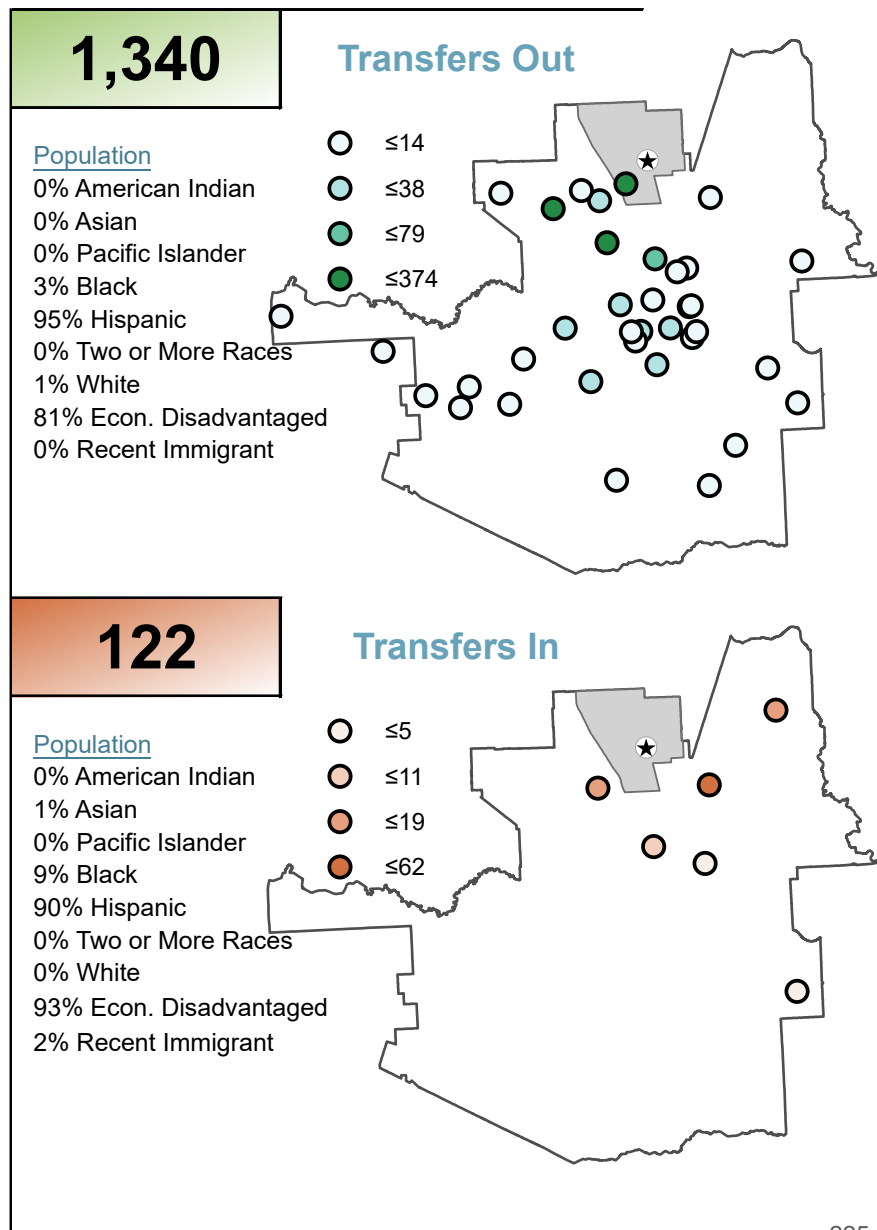 1,340
Transfers Out
Population
0% American Indian
0% Asian
0% Pacific Islander
3% Black
95% Hispanic
0% Two or More Races
1% White
81% Econ. Disadvantaged
0% Recent Immigrant
≤14
≤38
≤79
≤374
122
Transfers In
Population
0% American Indian
1% Asian
0% Pacific Islander
9% Black
90% Hispanic
0% Two or More Races
0% White
93% Econ. Disadvantaged
2% Recent Immigrant
≤5
≤11
≤19
≤62